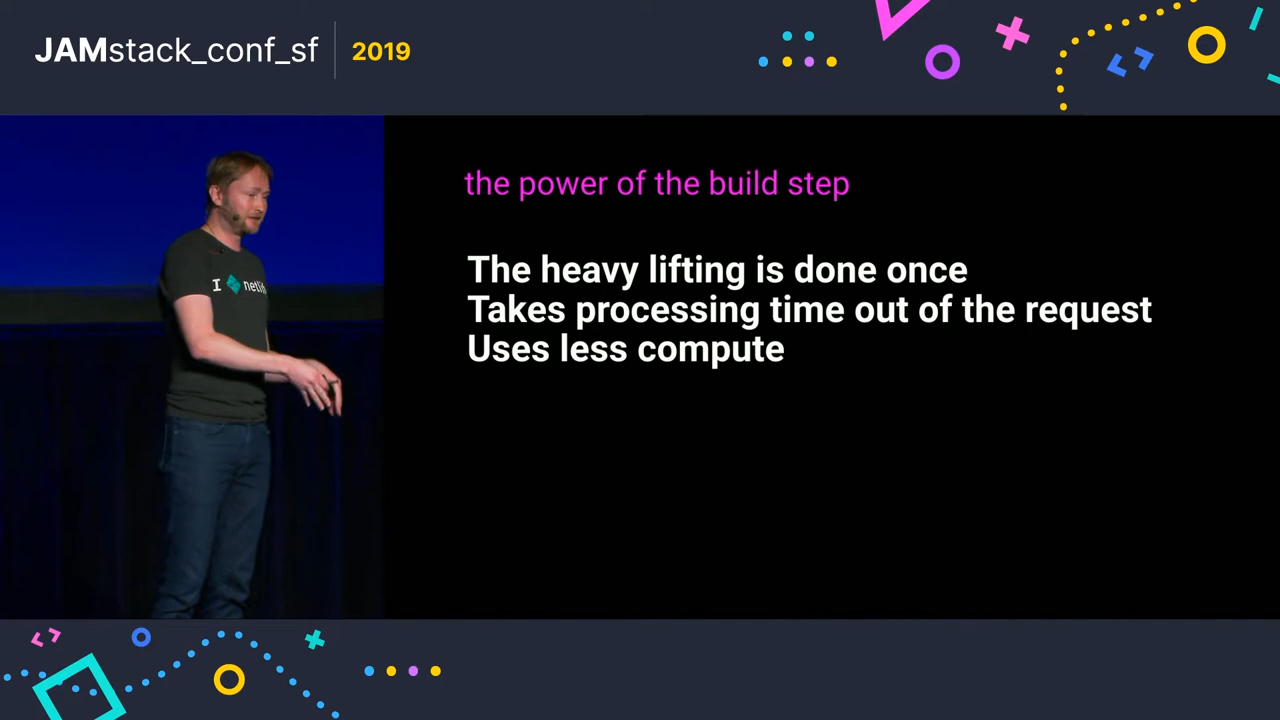 JAMstack_conf_sf
2019
the power of the build step
The heavy lifting is done once
Takes processing time out of the request
Uses less compute
I netlif